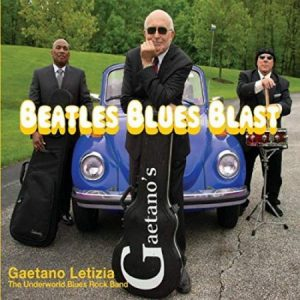 BEATLES BLUES BLAST
Gaetano's
Gaetano Letizia
The Underworld Blues Rock Band